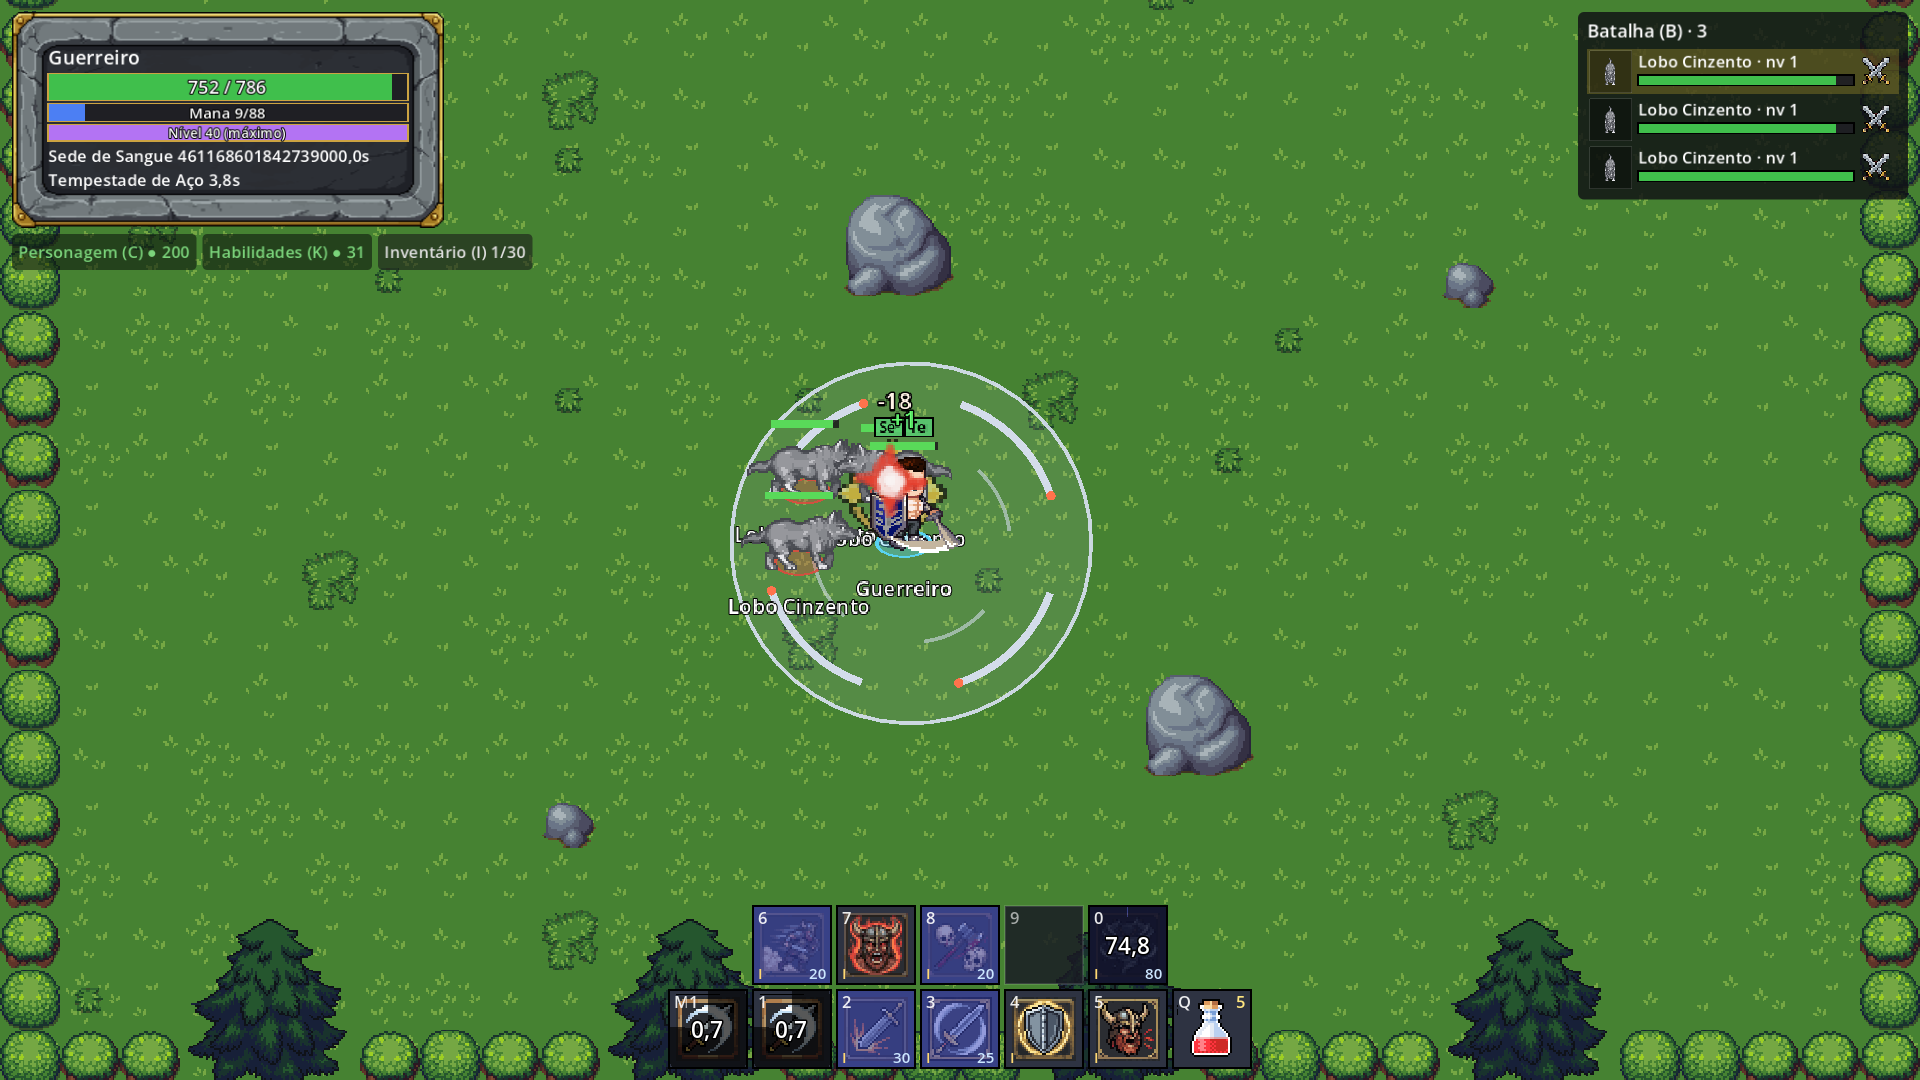 Guerreiro
752 / 786
Mana 9/88
Nível 40 (máximo)
Sede de Sangue 461168601842739000,0s
Tempestade de Aço 3,8s
Personagem (C) ● 200
Habilidades (K) ● 31
Inventário (I) 1/30
Batalha (B) · 3
Lobo Cinzento · nv 1
Lobo Cinzento · nv 1
Lobo Cinzento · nv 1
-18
+1
Se
Te
Guerreiro
Lobo Cinzento
6
20
7
8
20
9
0
74,8
80
M1
0,7
1
0,7
2
30
3
25
4
5
Q
5